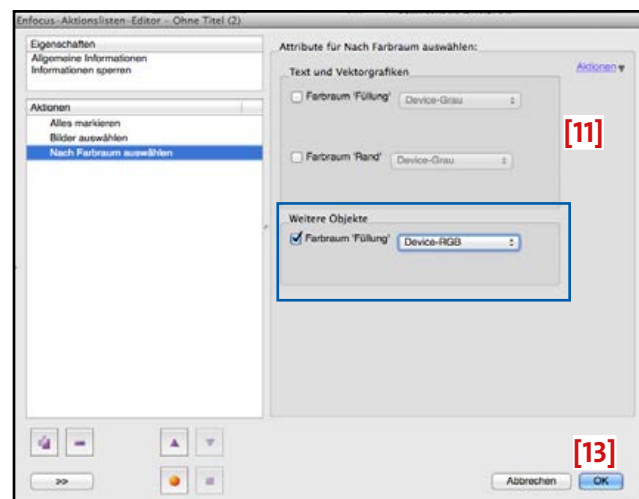 Enfocus-Aktionslisten-Editor - Ohne Titel (2)
Eigenschaften
Allgemeine Informationen
Informationen sperren
Aktionen
Alles markieren
Bilder auswählen
Nach Farbraum auswählen
Attribute für Nach Farbraum auswählen:
Aktionen
Text und Vektorgrafiken
Farbraum 'Füllung' Device-Grau
[11]
Farbraum 'Rand' Device-Grau
Weitere Objekte
Farbraum 'Füllung' Device-RGB
[13]
>> Abbrechen OK